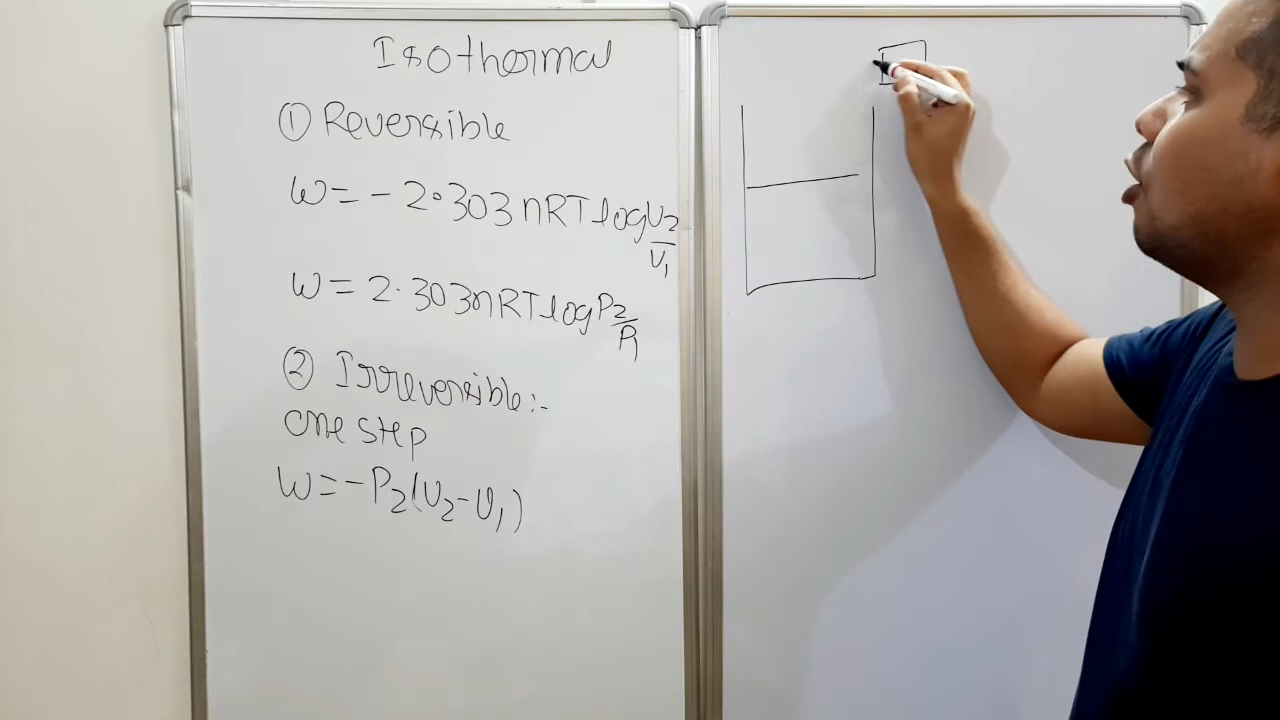 Isothermal
① Reversible
W = - 2.303 nRT log V2/V1
W = 2.303 nRT log P2/P1
② Irreversible :-
one step
W = - P2 (V2 - V1)